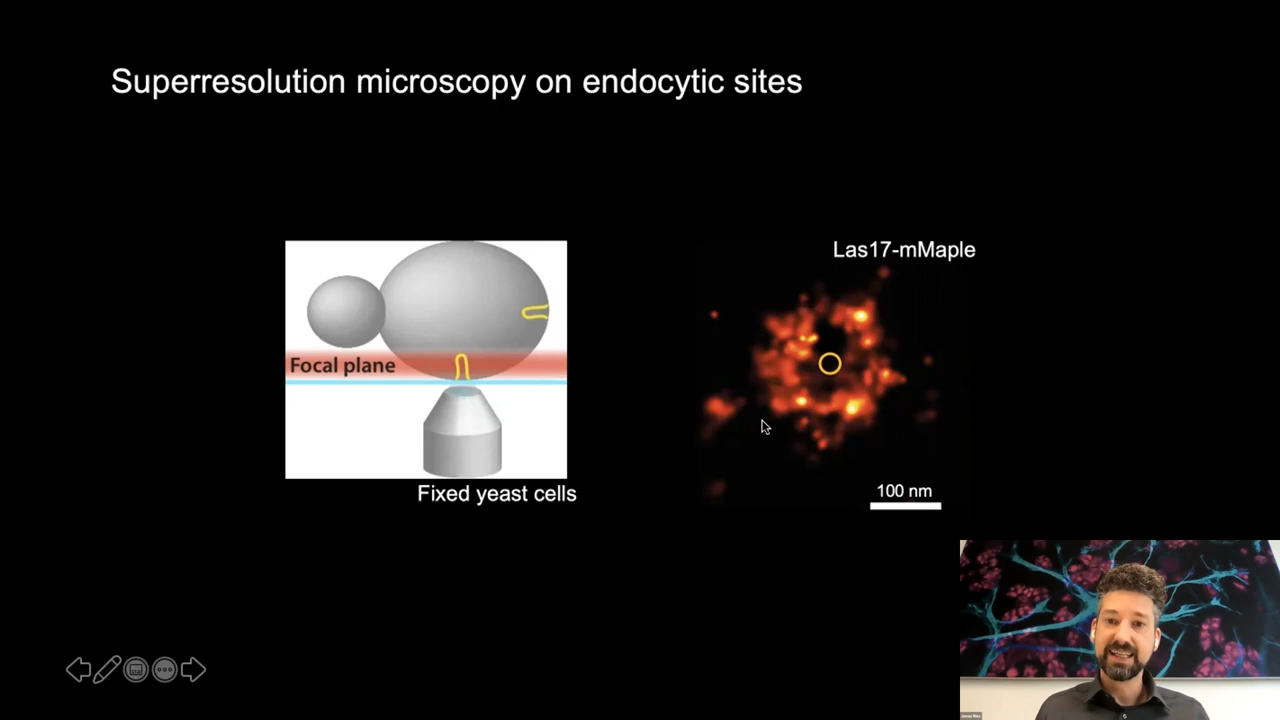 Superresolution microscopy on endocytic sites
Las17-mMaple
Focal plane
100 nm
Fixed yeast cells